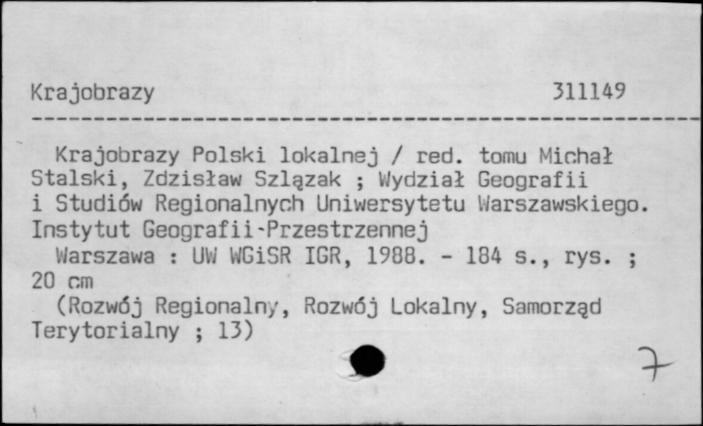 Krajobrazy 311149
Krajobrazy Polski lokalnej / red. tomu Michał
Stalski, Zdzisław Szlązak ; Wydział Geografii
i Studiów Regionalnych Uniwersytetu Warszawskiego.
Instytut Geografii-Przestrzennej
Warszawa : UW WGiSR IGR, 1988. - 184 s., rys. ;
20 cm
(Rozwój Regionalny, Rozwój Lokalny, Samorząd
Terytorialny ; 13)
7